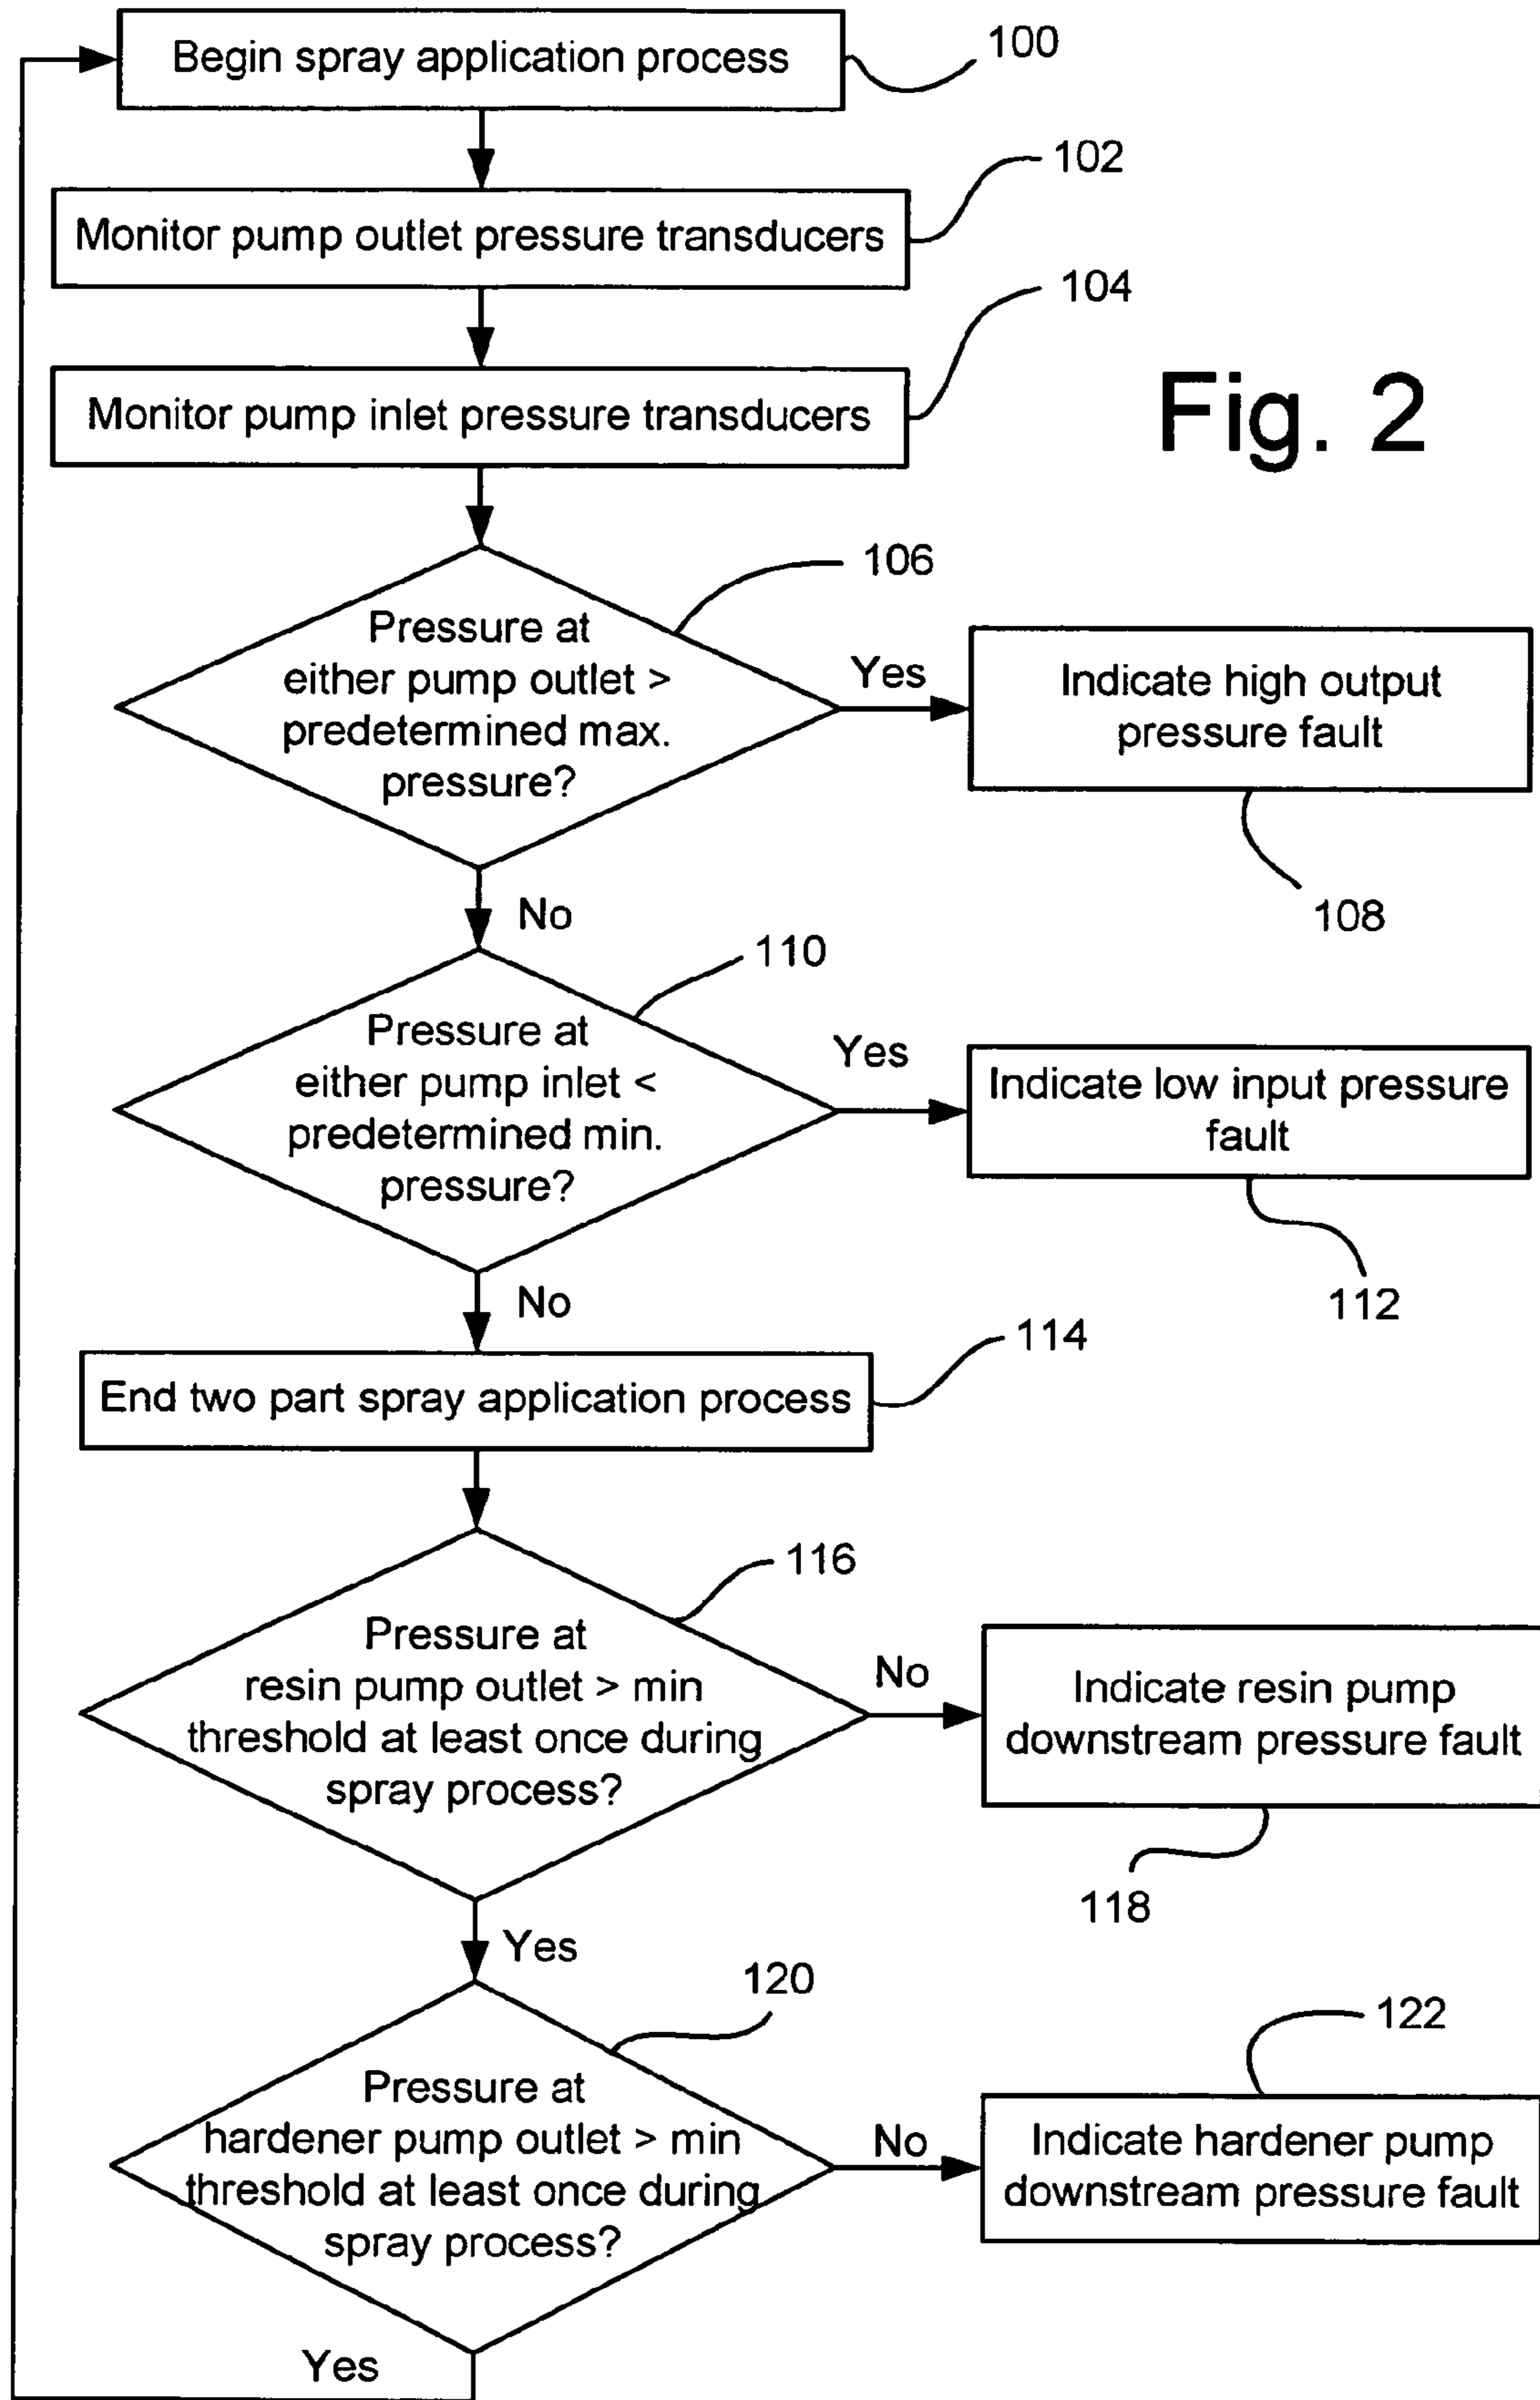 Begin spray application process
100
102
Monitor pump outlet pressure transducers
104
Monitor pump inlet pressure transducers
Fig. 2
106
Pressure at
either pump outlet >
predetermined max.
pressure?
Yes
Indicate high output
pressure fault
108
No
110
Pressure at
either pump inlet <
predetermined min.
pressure?
Yes
Indicate low input pressure
fault
112
No
114
End two part spray application process
116
Pressure at
resin pump outlet > min
threshold at least once during
spray process?
No
Indicate resin pump
downstream pressure fault
118
Yes
120
122
Pressure at
hardener pump outlet > min
threshold at least once during
spray process?
No
Indicate hardener pump
downstream pressure fault
Yes